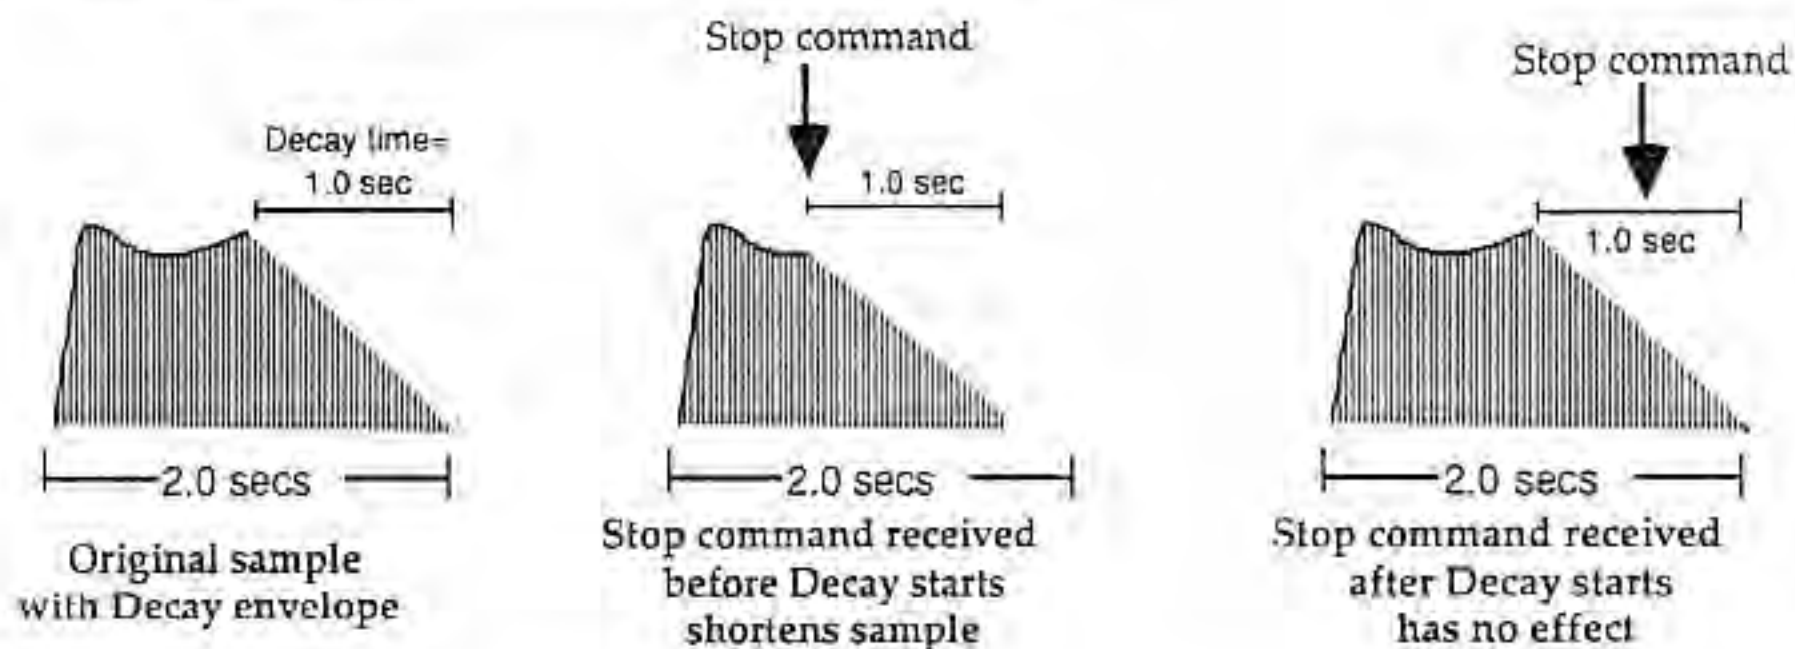 Decay time=
1.0 sec
2.0 secs
Original sample
with Decay envelope
Stop command
1.0 sec
2.0 secs
Stop command received
before Decay starts
shortens sample
Stop command
1.0 sec
2.0 secs
Stop command received
after Decay starts
has no effect